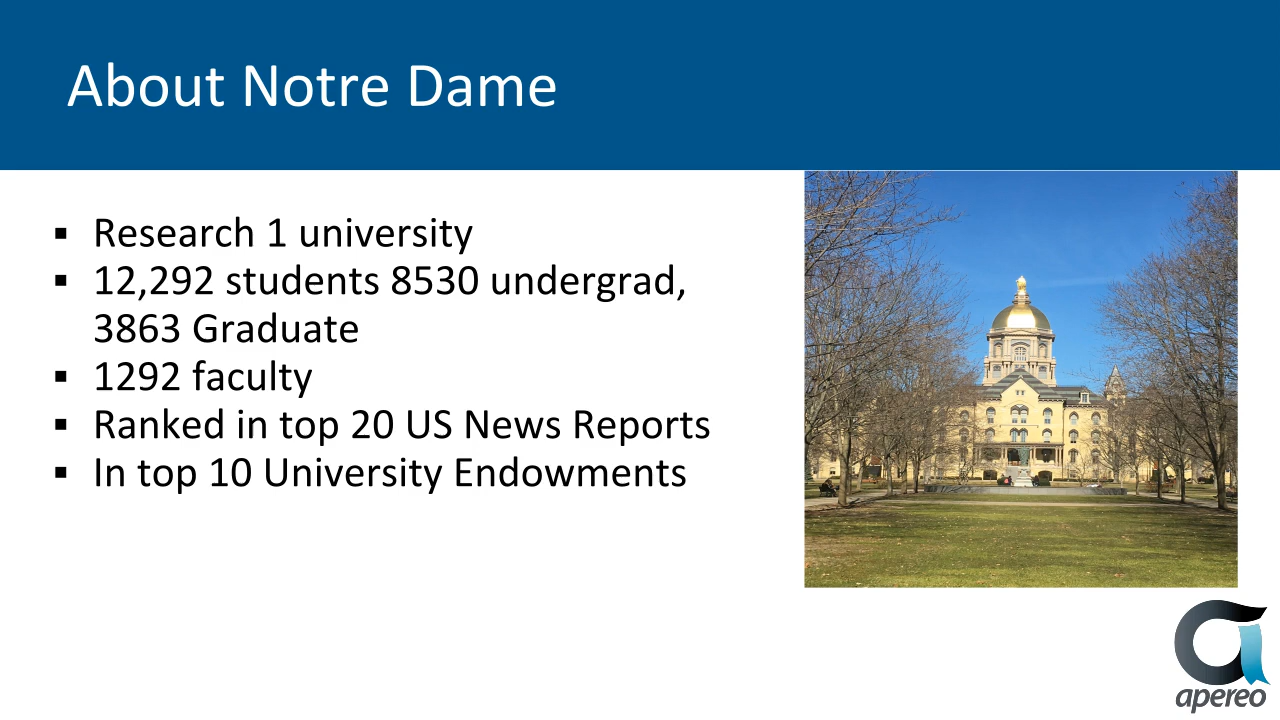 About Notre Dame
▪ Research 1 university
▪ 12,292 students 8530 undergrad,
3863 Graduate
▪ 1292 faculty
▪ Ranked in top 20 US News Reports
▪ In top 10 University Endowments
apereo